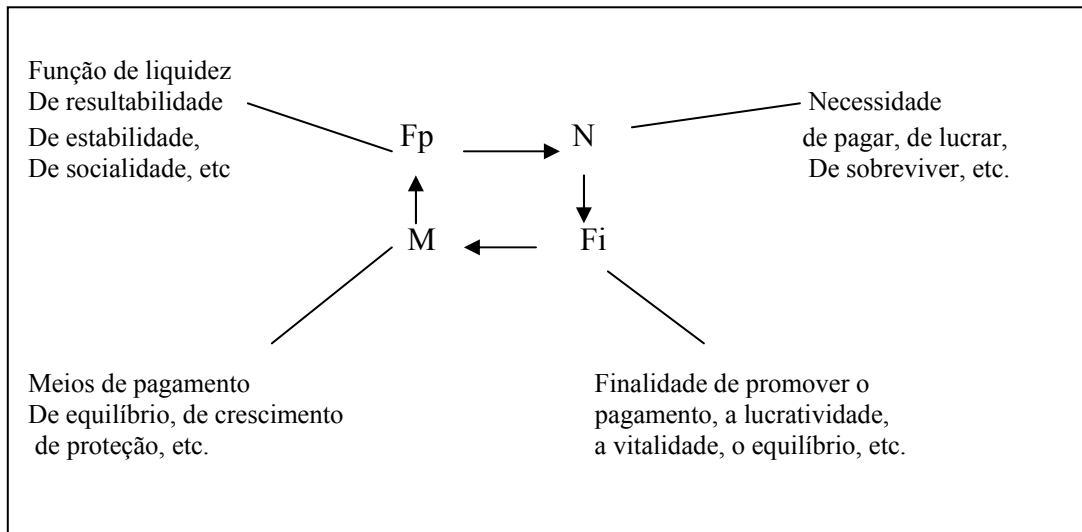 Função de liquidez
De resultabilidade
De estabilidade,
De socialidade, etc
Fp
N
Necessidade
de pagar, de lucrar,
De sobreviver, etc.
M
Fi
Meios de pagamento
De equilíbrio, de crescimento
de proteção, etc.
Finalidade de promover o
pagamento, a lucratividade,
a vitalidade, o equilíbrio, etc.